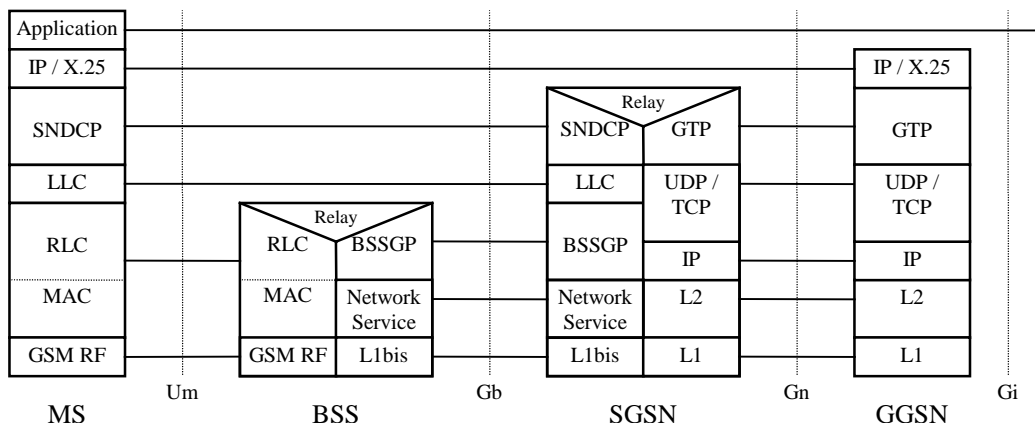 Application
IP / X.25
IP / X.25
Relay
SNDCP
SNDCP
GTP
GTP
LLC
LLC
UDP /
TCP
UDP /
TCP
Relay
RLC
RLC
BSSGP
BSSGP
IP
IP
MAC
MAC
Network
Service
Network
Service
L2
L2
GSM RF
GSM RF
L1bis
L1bis
L1
L1
Um
Gb
Gn
Gi
MS
BSS
SGSN
GGSN